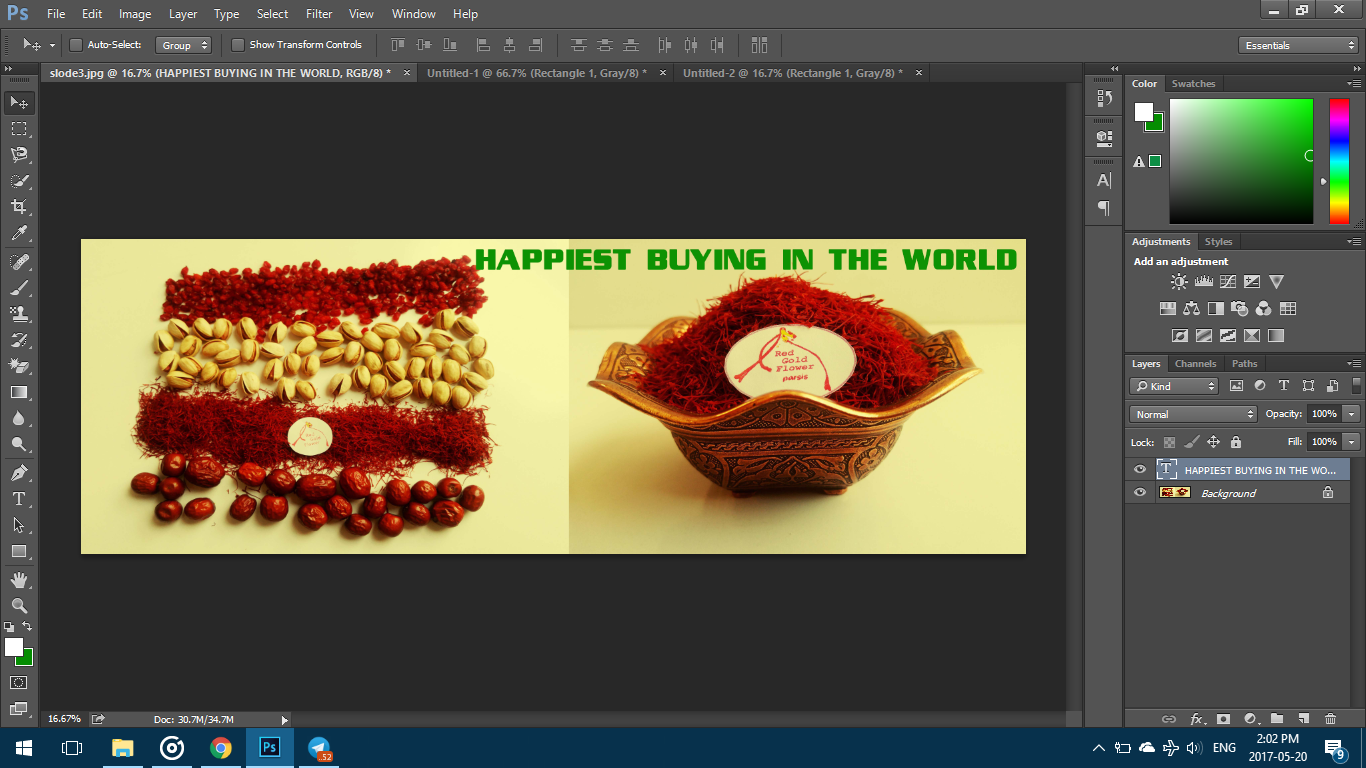 Ps File Edit Image Layer Type Select Filter View Window Help
Auto-Select: Group Show Transform Controls Essentials
slode3.jpg @ 16.7% (HAPPIEST BUYING IN THE WORLD, RGB/8) * × Untitled-1 @ 66.7% (Rectangle 1, Gray/8) * × Untitled-2 @ 16.7% (Rectangle 1, Gray/8) * ×
HAPPIEST BUYING IN THE WORLD
Red
Gold
Flower
parsis
Color Swatches
Adjustments Styles
Add an adjustment
Layers Channels Paths
Kind
Normal Opacity: 100%
Lock: Fill: 100%
T HAPPIEST BUYING IN THE WO...
Background
16.67% Doc: 30.7M/34.7M
Ps 52 ENG 2:02 PM
2017-05-20 9